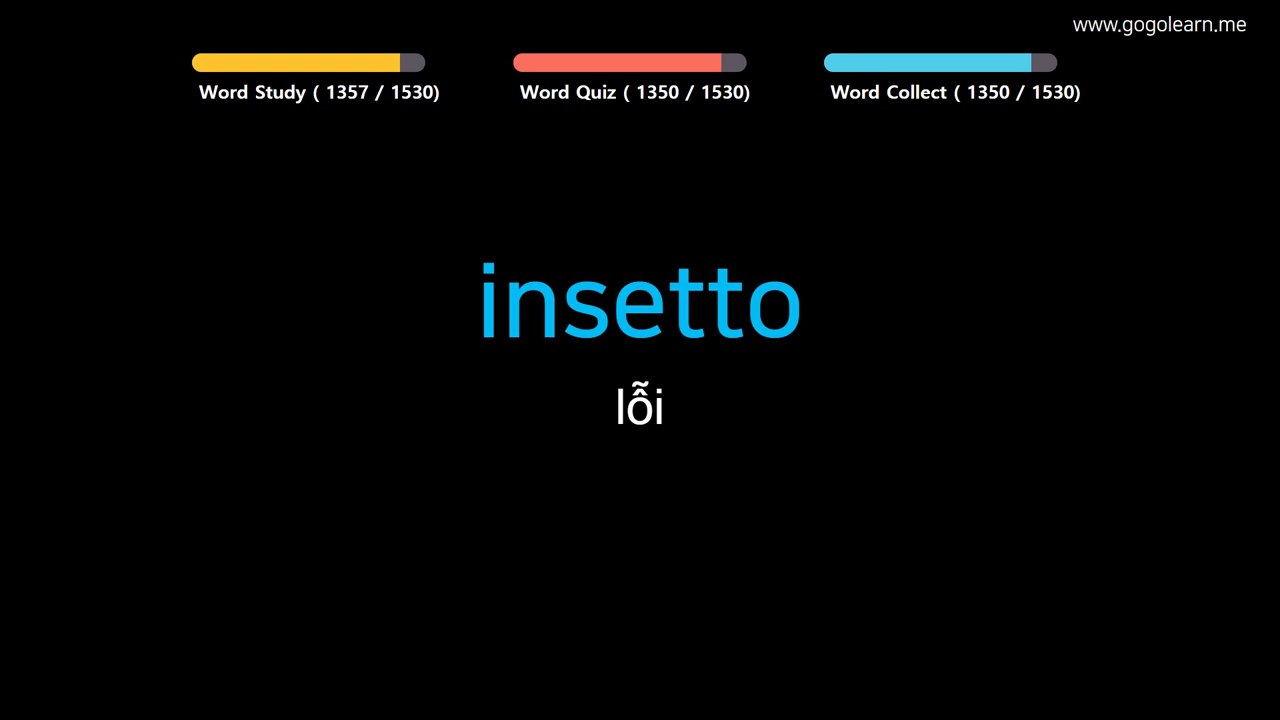 www.gogolearn.me
Word Study ( 1357 / 1530)
Word Quiz ( 1350 / 1530)
Word Collect ( 1350 / 1530)
insetto
lỗi